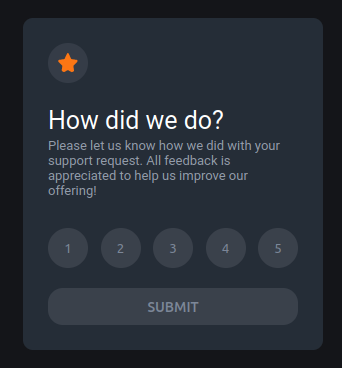 How did we do?
Please let us know how we did with your
support request. All feedback is
appreciated to help us improve our
offering!
1 2 3 4 5
SUBMIT